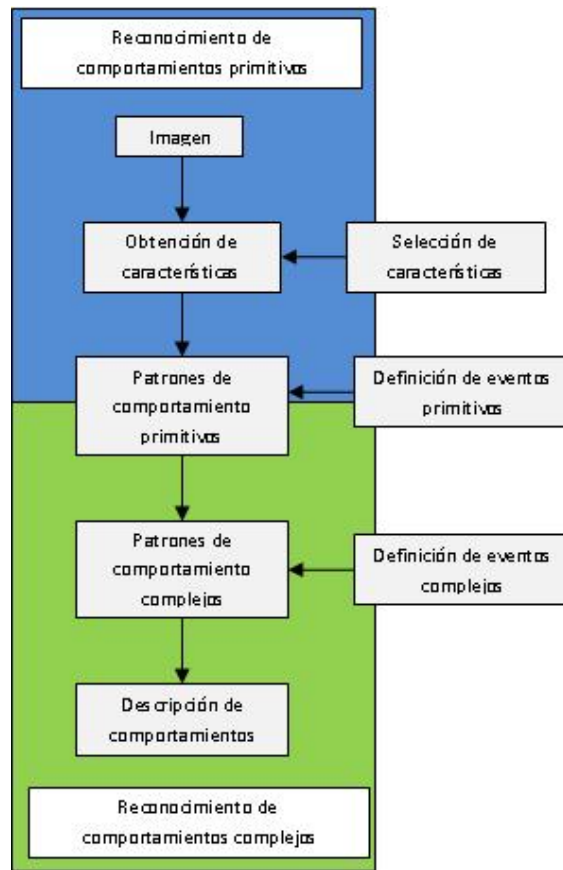 Reconocimiento de
comportamientos primitivos
Imagen
Obtención de
características
Selección de
características
Patrones de
comportamiento
primitivos
Definición de eventos
primitivos
Patrones de
comportamiento
complejos
Definición de eventos
complejos
Descripción de
comportamientos
Reconocimiento de
comportamientos complejos